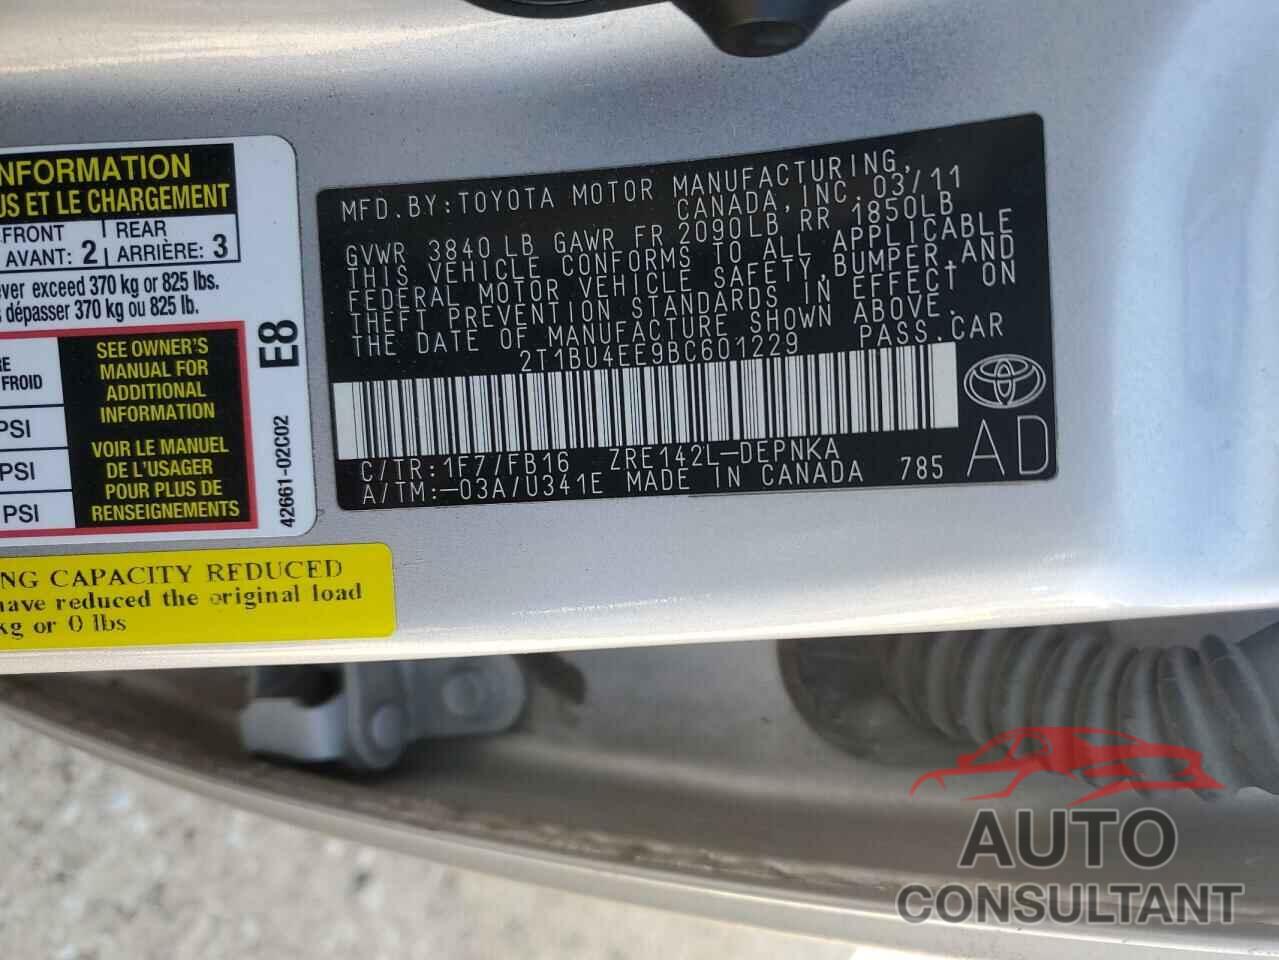 NFORMATION
US ET LE CHARGEMENT
FRONT REAR
AVANT: 2 ARRIÈRE: 3
ever exceed 370 kg or 825 lbs.
dépasser 370 kg ou 825 lb.
SEE OWNER'S
MANUAL FOR
ADDITIONAL
INFORMATION
RE
FROID
PSI
VOIR LE MANUEL
DE L'USAGER
POUR PLUS DE
RENSEIGNEMENTS
PSI
E8
42661-02C02
NG CAPACITY REDUCED
have reduced the original load
kg or 0 lbs
MFD.BY:TOYOTA MOTOR MANUFACTURING,
CANADA, INC. 03/11
GVWR 3840 LB GAWR FR 2090LB RR 1850LB
THIS VEHICLE CONFORMS TO ALL APPLICABLE
FEDERAL MOTOR VEHICLE SAFETY, BUMPER, AND
THEFT PREVENTION STANDARDS IN EFFECT ON
THE DATE OF MANUFACTURE SHOWN ABOVE.
2T1BU4EE9BC601229 PASS.CAR
C/TR:1F7/FB16 ZRE142L-DEPNKA
A/TM:-03A/U341E MADE IN CANADA 785
AD
AUTO
CONSULTANT